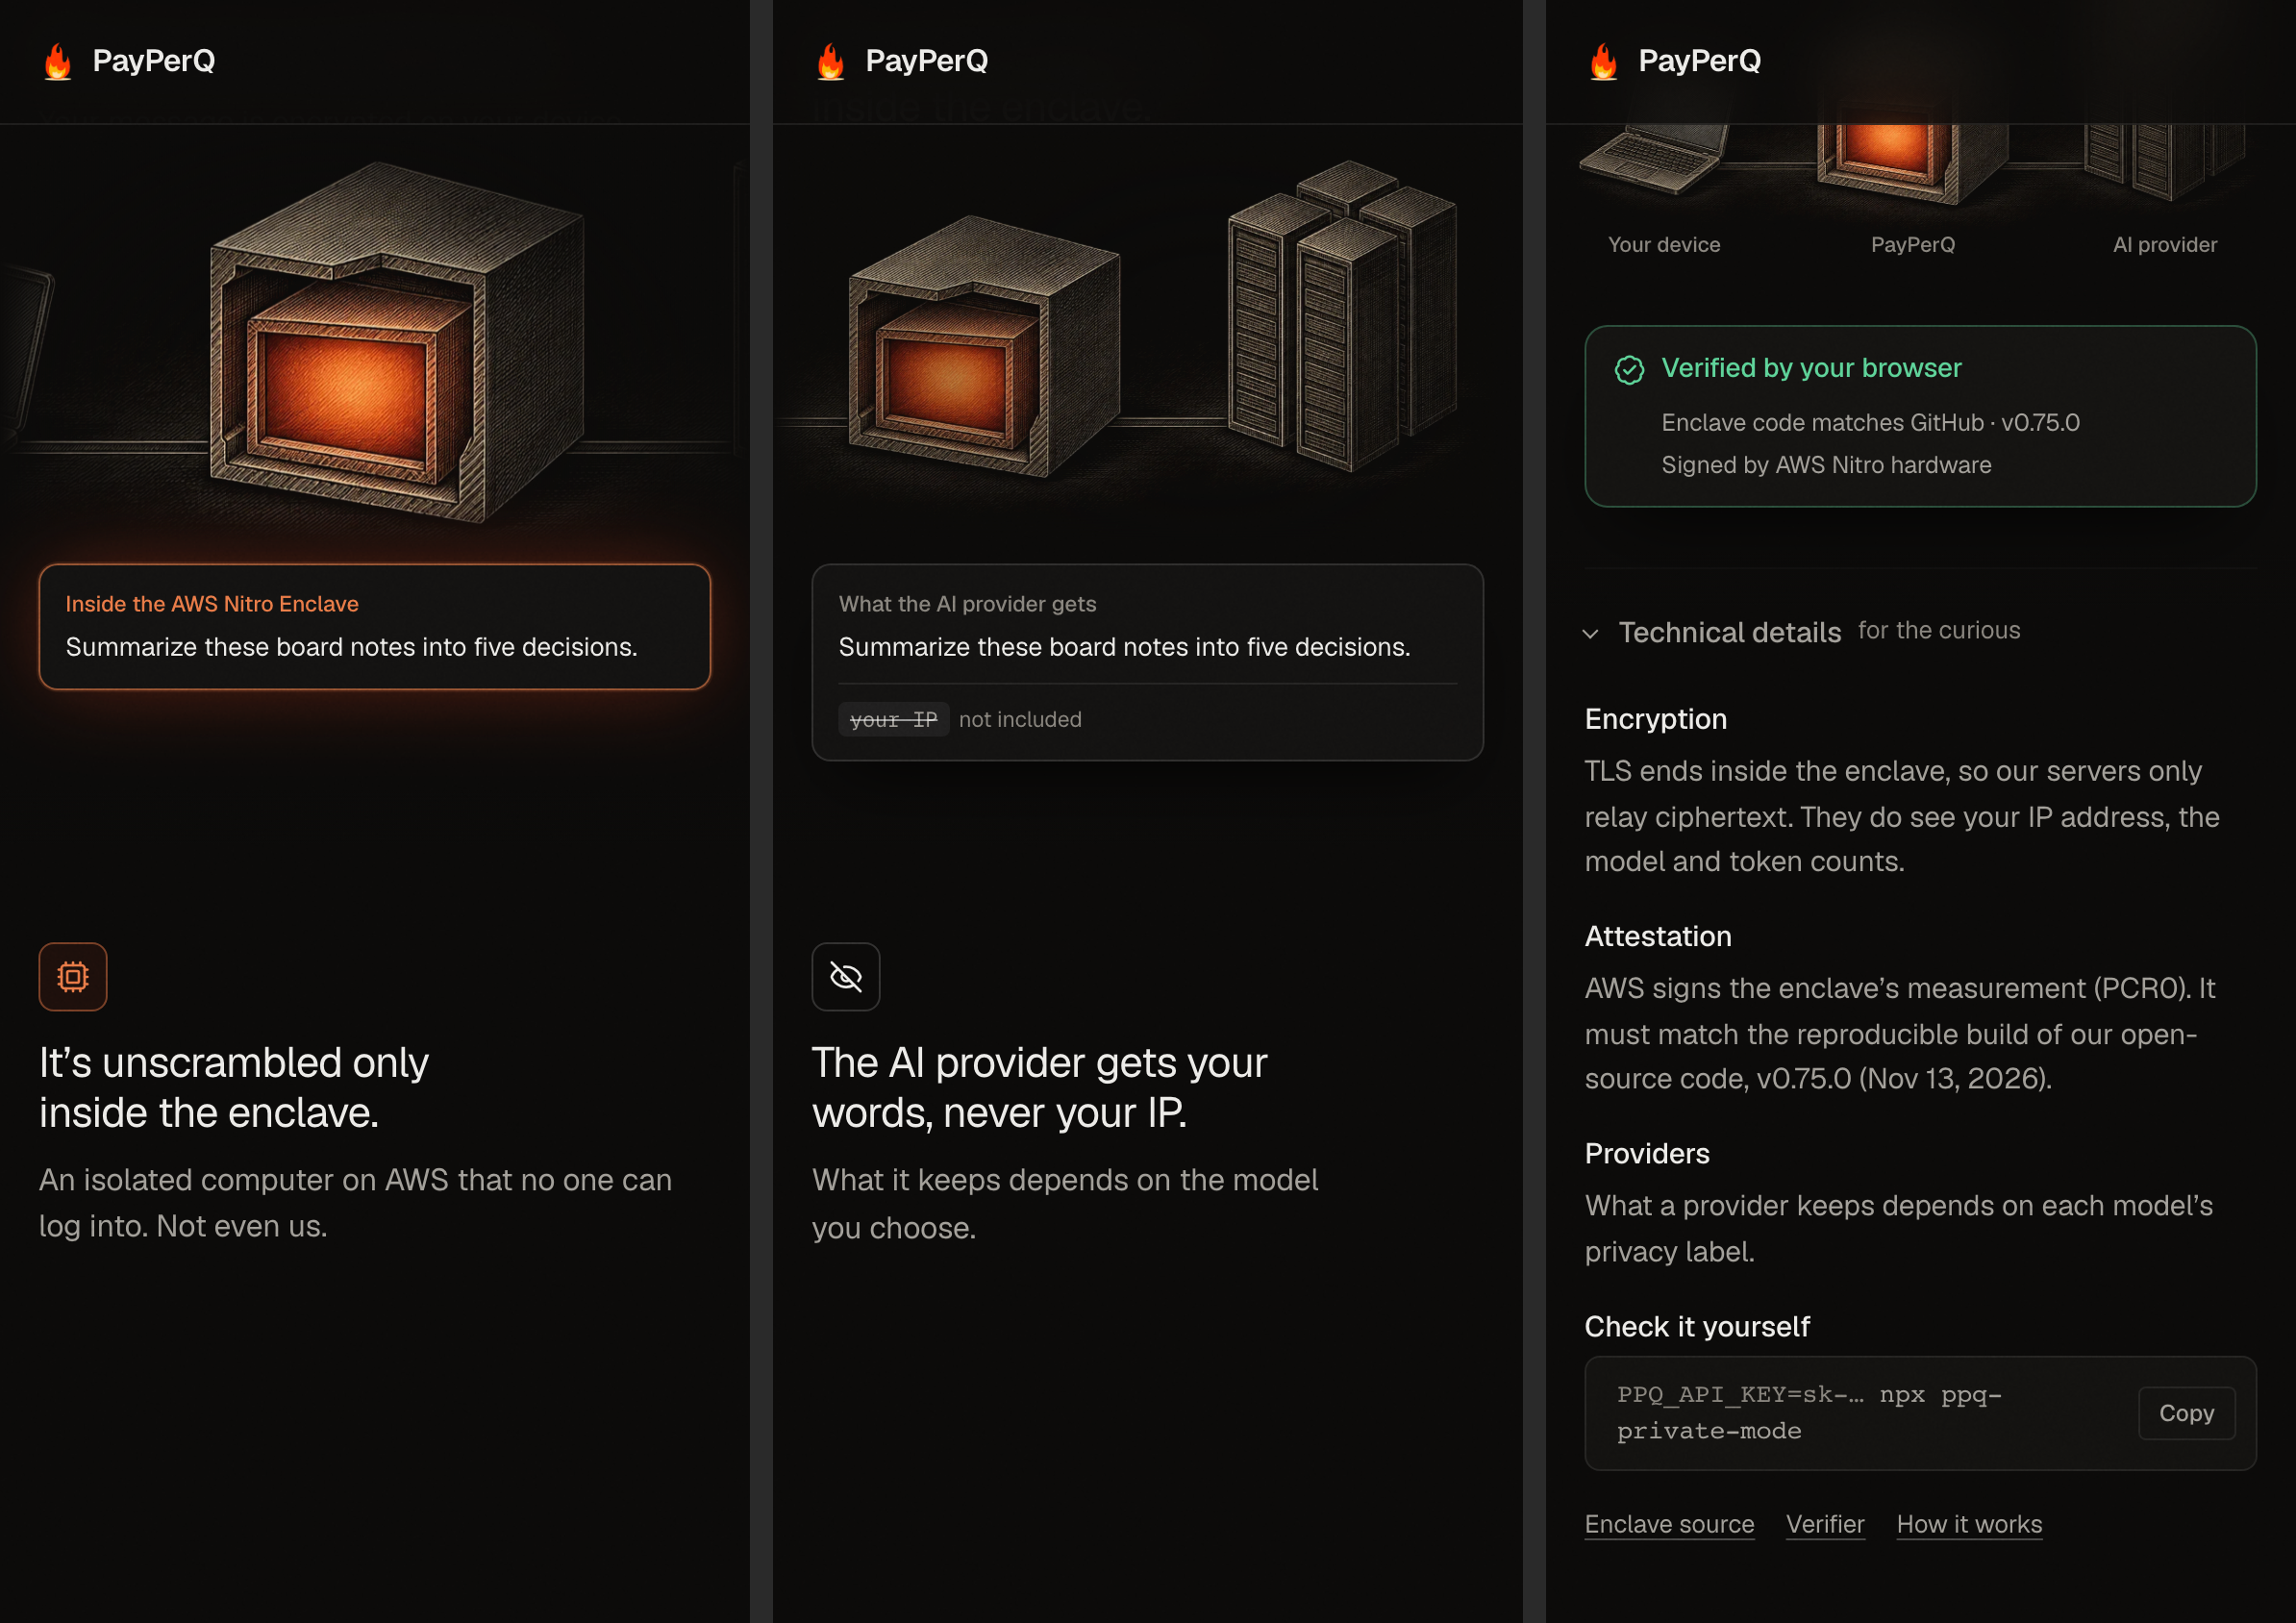 PayPerQ
Inside the AWS Nitro Enclave
Summarize these board notes into five decisions.
It’s unscrambled only
inside the enclave.
An isolated computer on AWS that no one can
log into. Not even us.
PayPerQ
inside the enclave.
What the AI provider gets
Summarize these board notes into five decisions.
your IP not included
The AI provider gets your
words, never your IP.
What it keeps depends on the model
you choose.
PayPerQ
Your device
PayPerQ
AI provider
Verified by your browser
Enclave code matches GitHub · v0.75.0
Signed by AWS Nitro hardware
Technical details for the curious
Encryption
TLS ends inside the enclave, so our servers only
relay ciphertext. They do see your IP address, the
model and token counts.
Attestation
AWS signs the enclave’s measurement (PCR0). It
must match the reproducible build of our open-
source code, v0.75.0 (Nov 13, 2026).
Providers
What a provider keeps depends on each model’s
privacy label.
Check it yourself
PPQ_API_KEY=sk-… npx ppq-
private-mode
Copy
Enclave source Verifier How it works